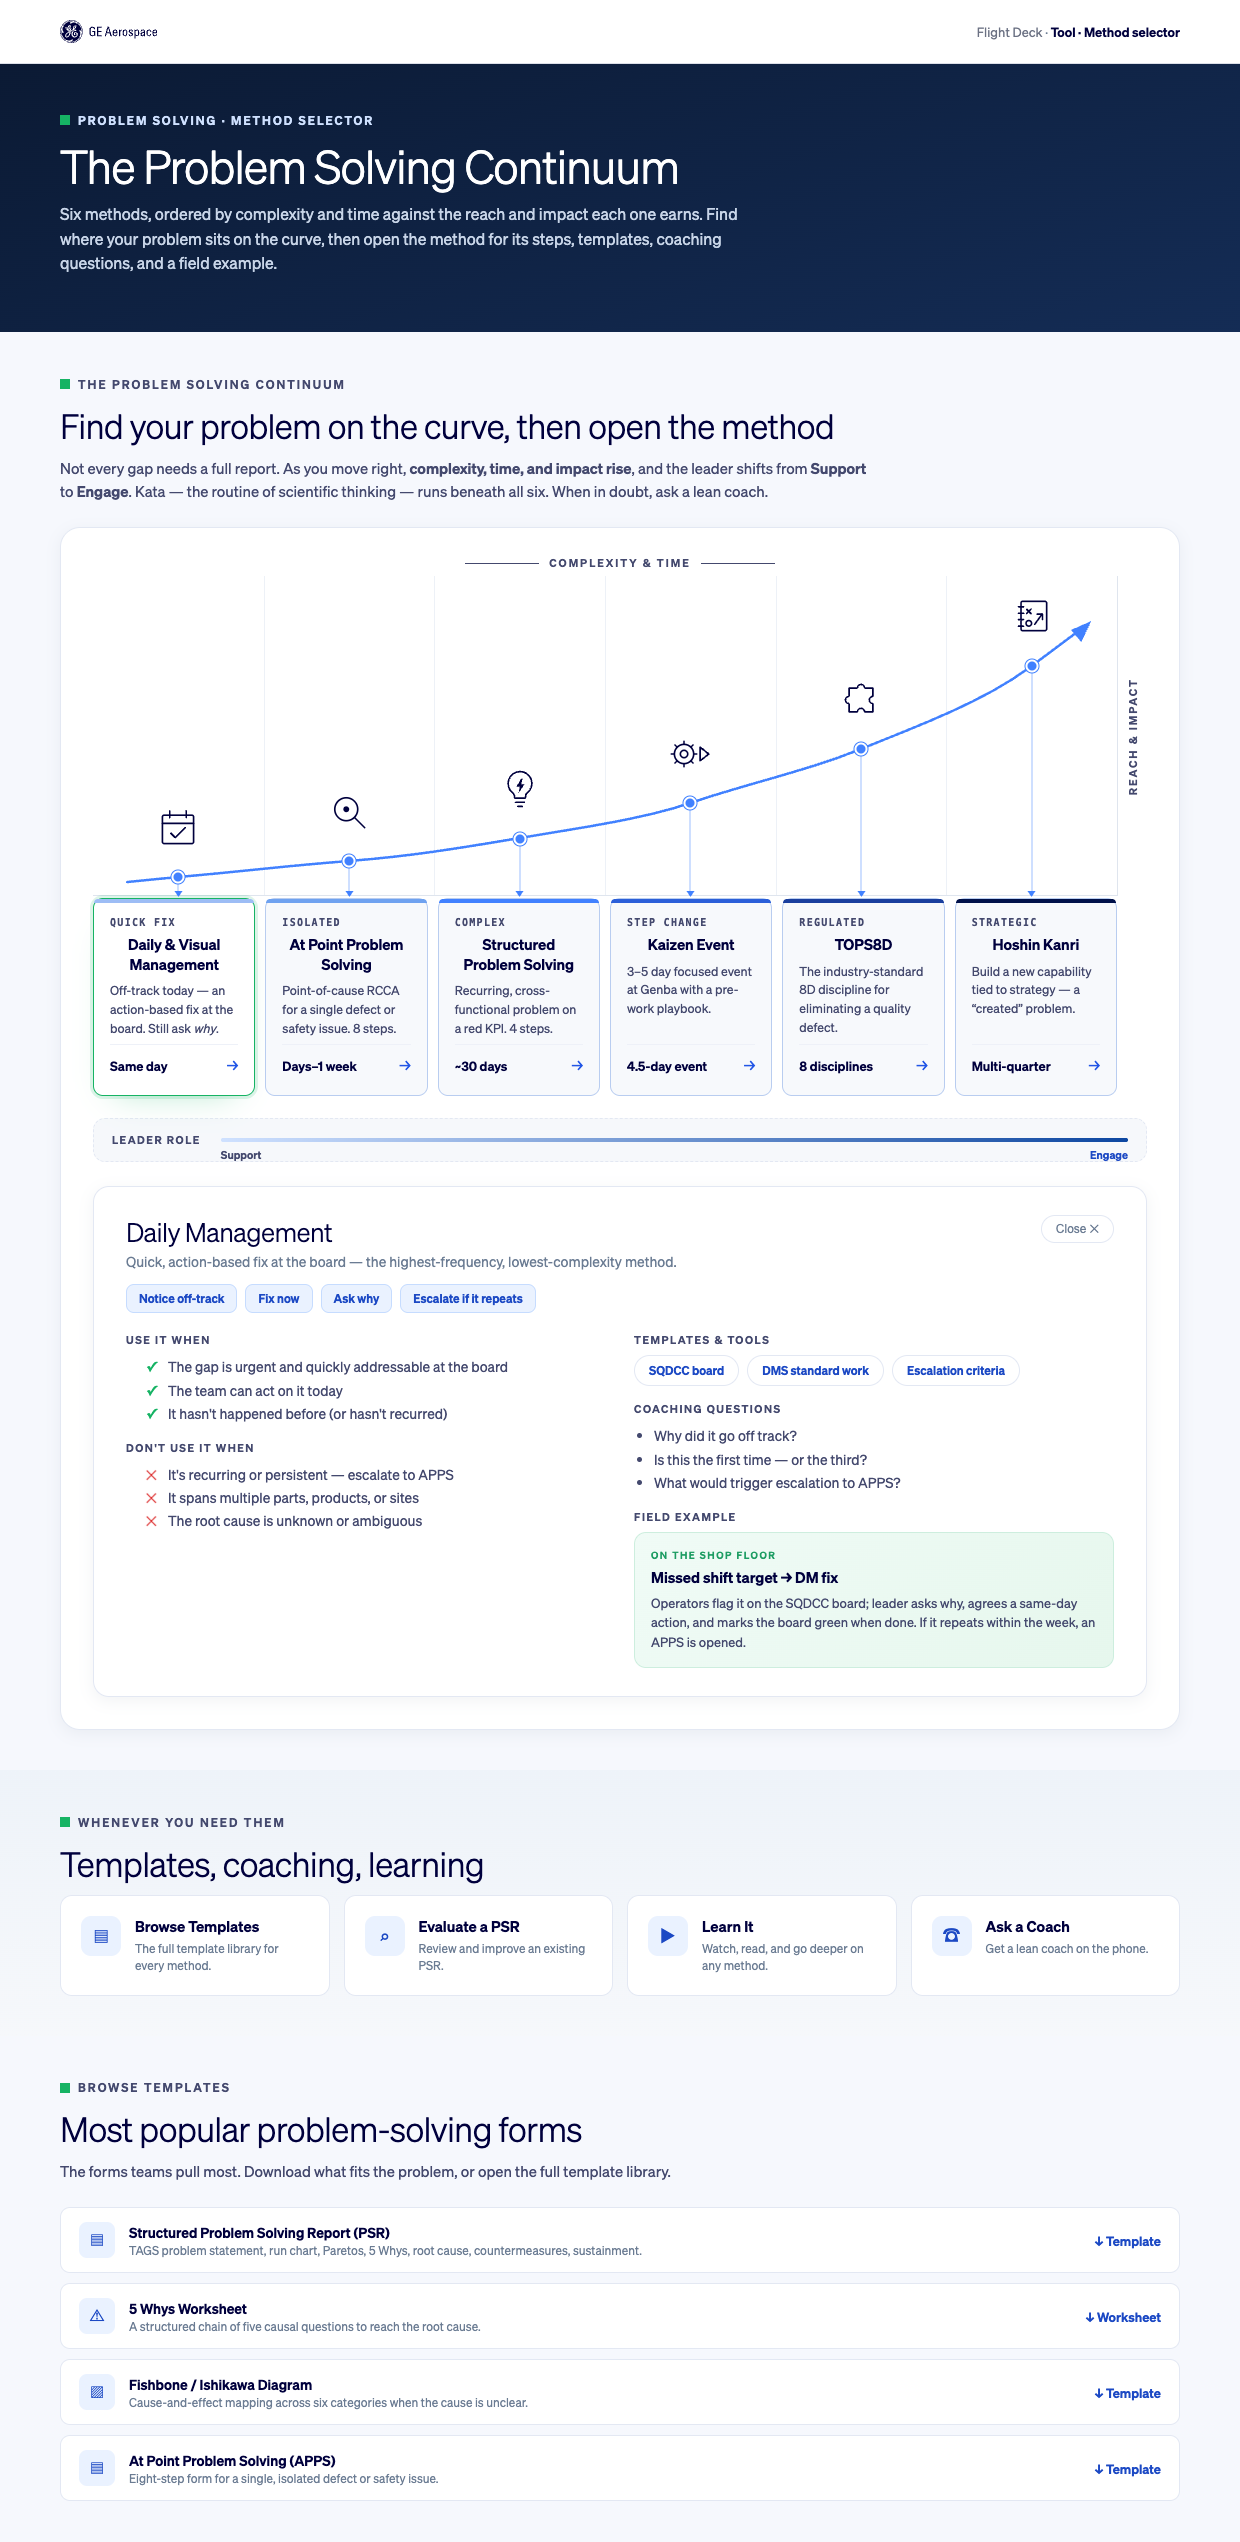 GE Aerospace
Flight Deck · Tool · Method selector
PROBLEM SOLVING · METHOD SELECTOR
The Problem Solving Continuum
Six methods, ordered by complexity and time against the reach and impact each one earns. Find
where your problem sits on the curve, then open the method for its steps, templates, coaching
questions, and a field example.
THE PROBLEM SOLVING CONTINUUM
Find your problem on the curve, then open the method
Not every gap needs a full report. As you move right, complexity, time, and impact rise, and the leader shifts from Support
to Engage. Kata — the routine of scientific thinking — runs beneath all six. When in doubt, ask a lean coach.
COMPLEXITY & TIME
REACH & IMPACT
QUICK FIX
Daily & Visual
Management
Off-track today — an
action-based fix at the
board. Still ask why.
Same day →
ISOLATED
At Point Problem
Solving
Point-of-cause RCCA
for a single defect or
safety issue. 8 steps.
Days–1 week →
COMPLEX
Structured
Problem Solving
Recurring, cross-
functional problem on
a red KPI. 4 steps.
~30 days →
STEP CHANGE
Kaizen Event
3–5 day focused event
at Genba with a pre-
work playbook.
4.5-day event →
REGULATED
TOPS8D
The industry-standard
8D discipline for
eliminating a quality
defect.
8 disciplines →
STRATEGIC
Hoshin Kanri
Build a new capability
tied to strategy — a
“created” problem.
Multi-quarter →
LEADER ROLE
Support
Engage
Daily Management
Close ✕
Quick, action-based fix at the board — the highest-frequency, lowest-complexity method.
Notice off-track
Fix now
Ask why
Escalate if it repeats
USE IT WHEN
✓ The gap is urgent and quickly addressable at the board
✓ The team can act on it today
✓ It hasn't happened before (or hasn't recurred)
DON'T USE IT WHEN
✕ It's recurring or persistent — escalate to APPS
✕ It spans multiple parts, products, or sites
✕ The root cause is unknown or ambiguous
TEMPLATES & TOOLS
SQDCC board
DMS standard work
Escalation criteria
COACHING QUESTIONS
• Why did it go off track?
• Is this the first time — or the third?
• What would trigger escalation to APPS?
FIELD EXAMPLE
ON THE SHOP FLOOR
Missed shift target → DM fix
Operators flag it on the SQDCC board; leader asks why, agrees a same-day
action, and marks the board green when done. If it repeats within the week, an
APPS is opened.
WHENEVER YOU NEED THEM
Templates, coaching, learning
Browse Templates
The full template library for
every method.
Evaluate a PSR
Review and improve an existing
PSR.
Learn It
Watch, read, and go deeper on
any method.
Ask a Coach
Get a lean coach on the phone.
BROWSE TEMPLATES
Most popular problem-solving forms
The forms teams pull most. Download what fits the problem, or open the full template library.
Structured Problem Solving Report (PSR)
TAGS problem statement, run chart, Paretos, 5 Whys, root cause, countermeasures, sustainment.
↓ Template
5 Whys Worksheet
A structured chain of five causal questions to reach the root cause.
↓ Worksheet
Fishbone / Ishikawa Diagram
Cause-and-effect mapping across six categories when the cause is unclear.
↓ Template
At Point Problem Solving (APPS)
Eight-step form for a single, isolated defect or safety issue.
↓ Template